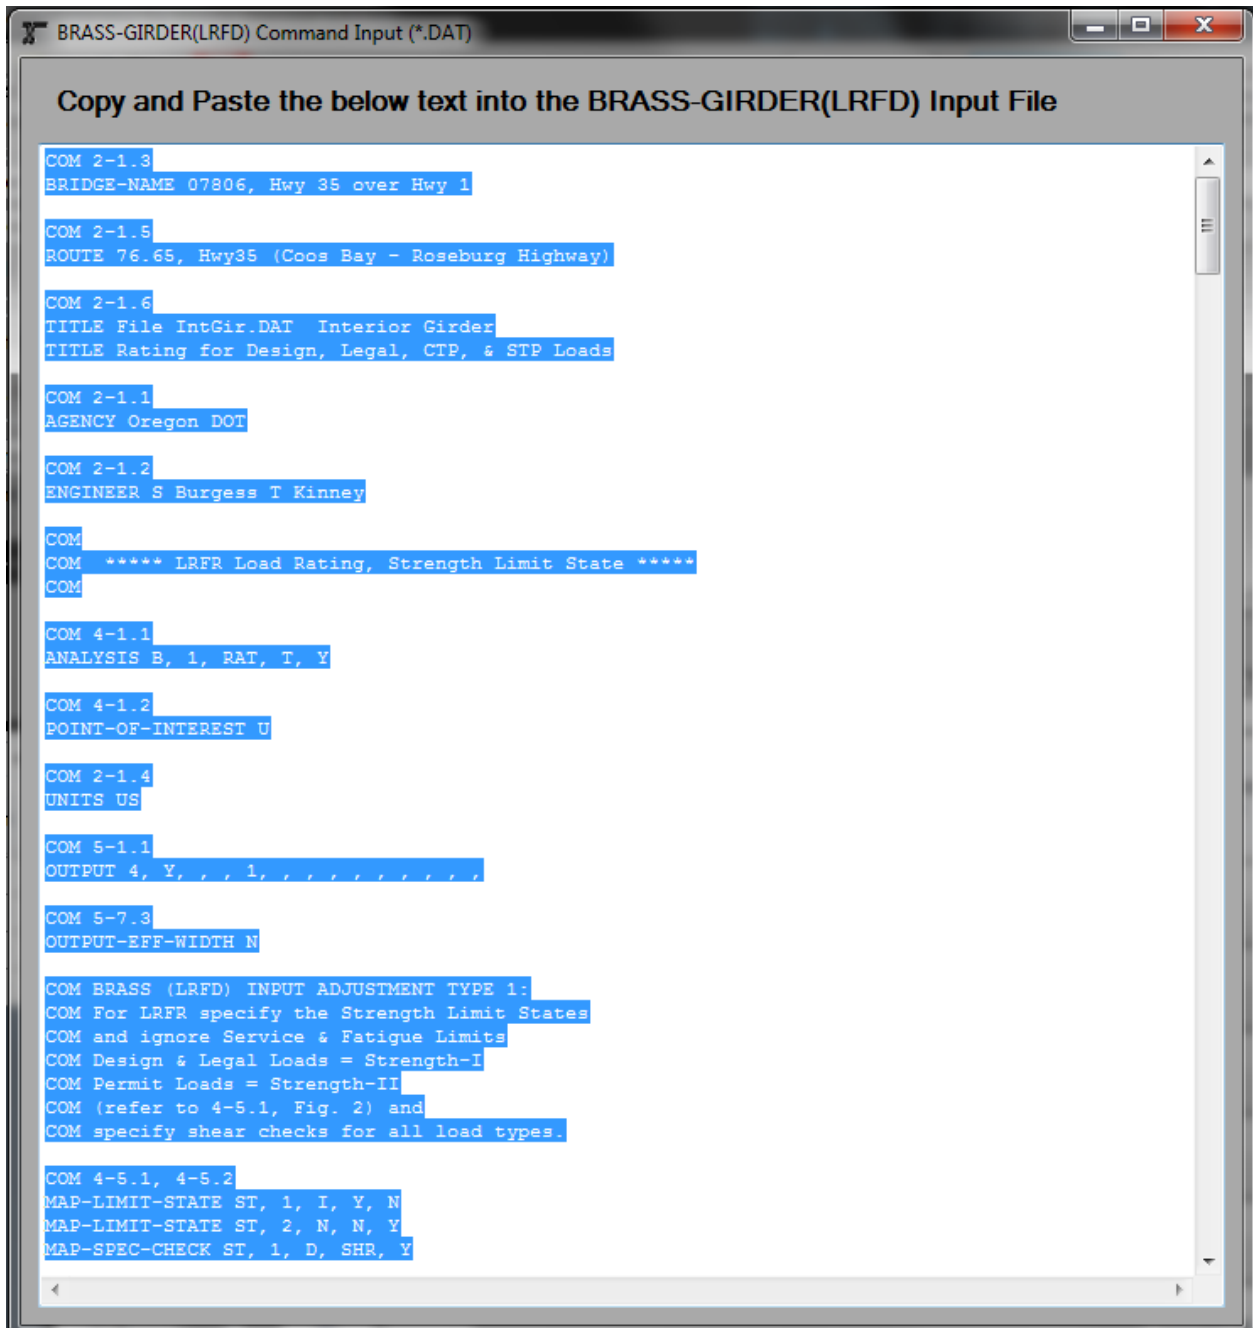 BRASS-GIRDER(LRFD) Command Input (*.DAT)
Copy and Paste the below text into the BRASS-GIRDER(LRFD) Input File
COM 2-1.3
BRIDGE-NAME 07806, Hwy 35 over Hwy 1
COM 2-1.5
ROUTE 76.65, Hwy35 (Coos Bay - Roseburg Highway)
COM 2-1.6
TITLE File IntGir.DAT  Interior Girder
TITLE Rating for Design, Legal, CTP, & STP Loads
COM 2-1.1
AGENCY Oregon DOT
COM 2-1.2
ENGINEER S Burgess T Kinney
COM
COM  ***** LRFR Load Rating, Strength Limit State *****
COM
COM 4-1.1
ANALYSIS B, 1, RAT, T, Y
COM 4-1.2
POINT-OF-INTEREST U
COM 2-1.4
UNITS US
COM 5-1.1
OUTPUT 4, Y, , , 1, , , , , , , , , ,
COM 5-7.3
OUTPUT-EFF-WIDTH N
COM BRASS (LRFD) INPUT ADJUSTMENT TYPE 1:
COM For LRFR specify the Strength Limit States
COM and ignore Service & Fatigue Limits
COM Design & Legal Loads = Strength-I
COM Permit Loads = Strength-II
COM (refer to 4-5.1, Fig. 2) and
COM specify shear checks for all load types.
COM 4-5.1, 4-5.2
MAP-LIMIT-STATE ST, 1, I, Y, N
MAP-LIMIT-STATE ST, 2, N, N, Y
MAP-SPEC-CHECK ST, 1, D, SHR, Y